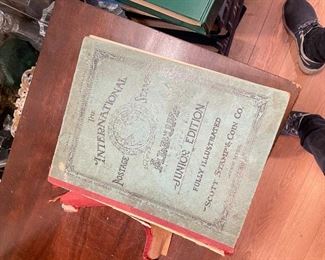 The
International
Postage Stamp
Album
Junior Edition
Fully Illustrated
Scott Stamp & Coin Co.